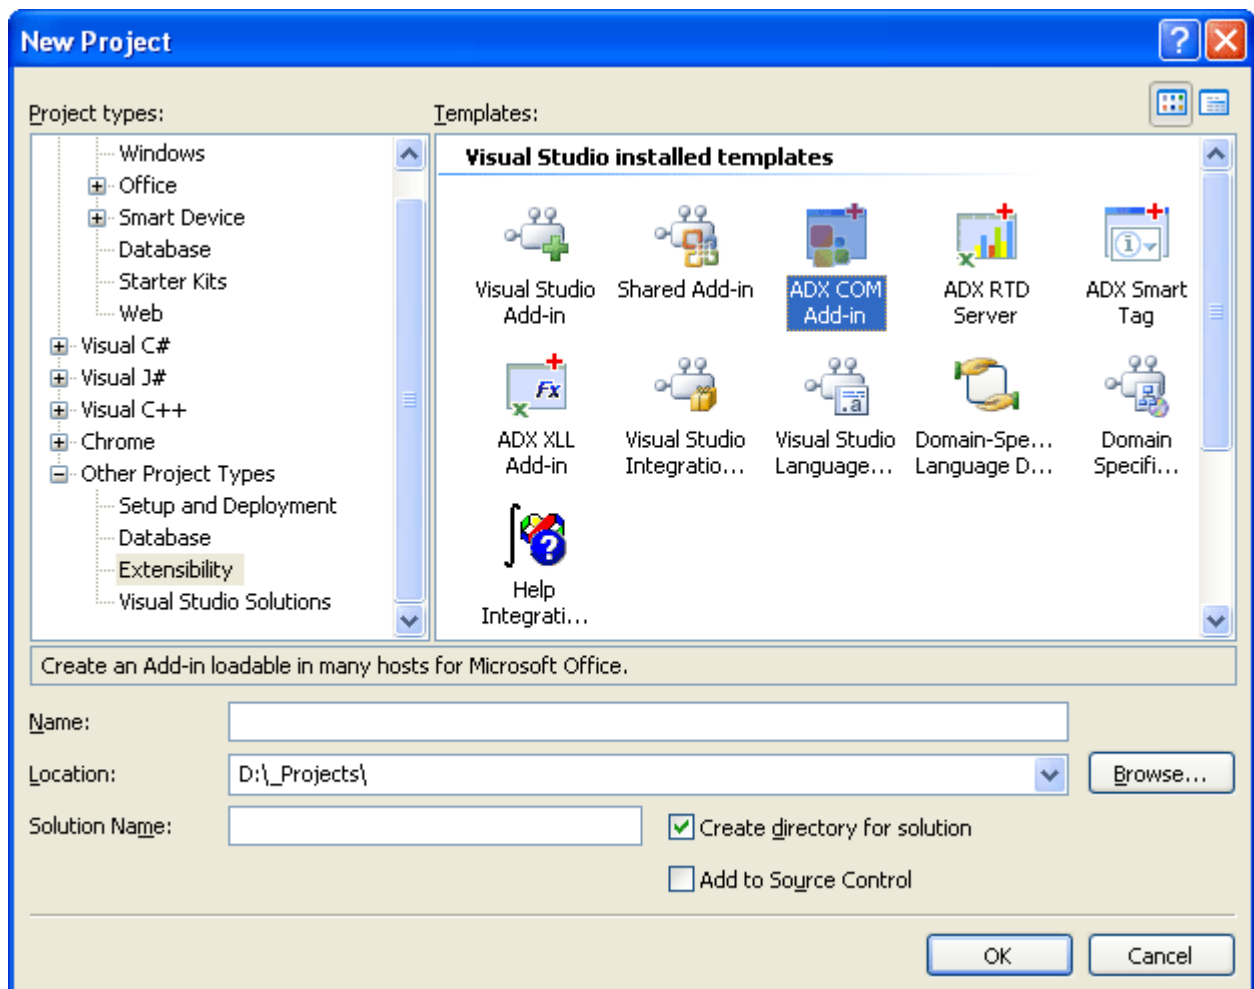 New Project
Project types:
Templates:
Windows
Office
Smart Device
Database
Starter Kits
Web
Visual C#
Visual J#
Visual C++
Chrome
Other Project Types
Setup and Deployment
Database
Extensibility
Visual Studio Solutions
Visual Studio installed templates
Visual Studio
Add-in
Shared Add-in
ADX COM
Add-in
ADX RTD
Server
ADX Smart
Tag
ADX XLL
Add-in
Visual Studio
Integratio...
Visual Studio
Language...
Domain-Spe...
Language D...
Domain
Specifi...
Help
Integrati...
Create an Add-in loadable in many hosts for Microsoft Office.
Name:
Location:
D:\_Projects\
Browse...
Solution Name:
Create directory for solution
Add to Source Control
OK
Cancel